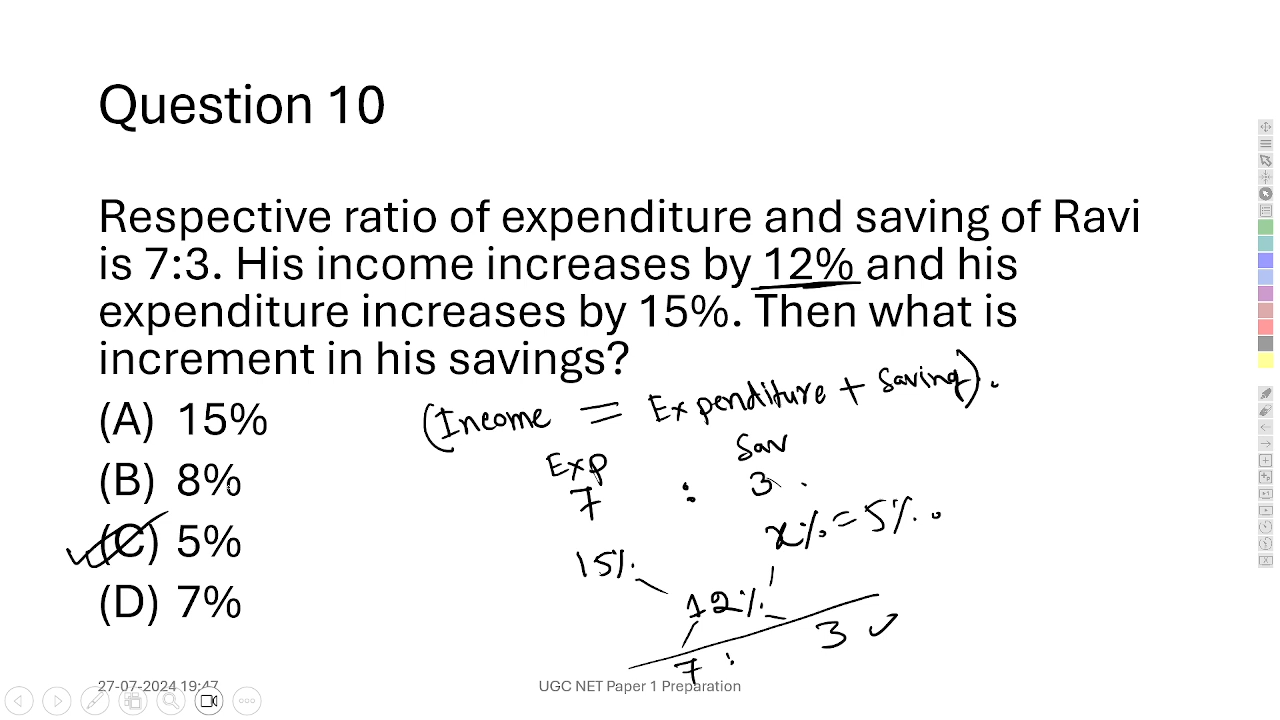 Question 10
Respective ratio of expenditure and saving of Ravi
is 7:3. His income increases by 12% and his
expenditure increases by 15%. Then what is
increment in his savings?
(A) 15%
(B) 8%
(C) 5%
(D) 7%
(Income = Expenditure + Saving).
Exp Sav
7 : 3
x% = 5%.
15%
12%
7 : 3
27-07-2024 19:47
UGC NET Paper 1 Preparation